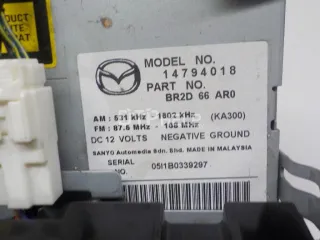 DUCT
MODEL NO.
14794018
PART NO.
BR2D 66 AR0
AM : 531 kHz - 1602 kHz (KA300)
FM : 87.5 MHz - 108 MHz
DC 12 VOLTS NEGATIVE GROUND
SANYO Automedia Sdn. Bhd. MADE IN MALAYSIA
SERIAL
NO. 05I1B0339297